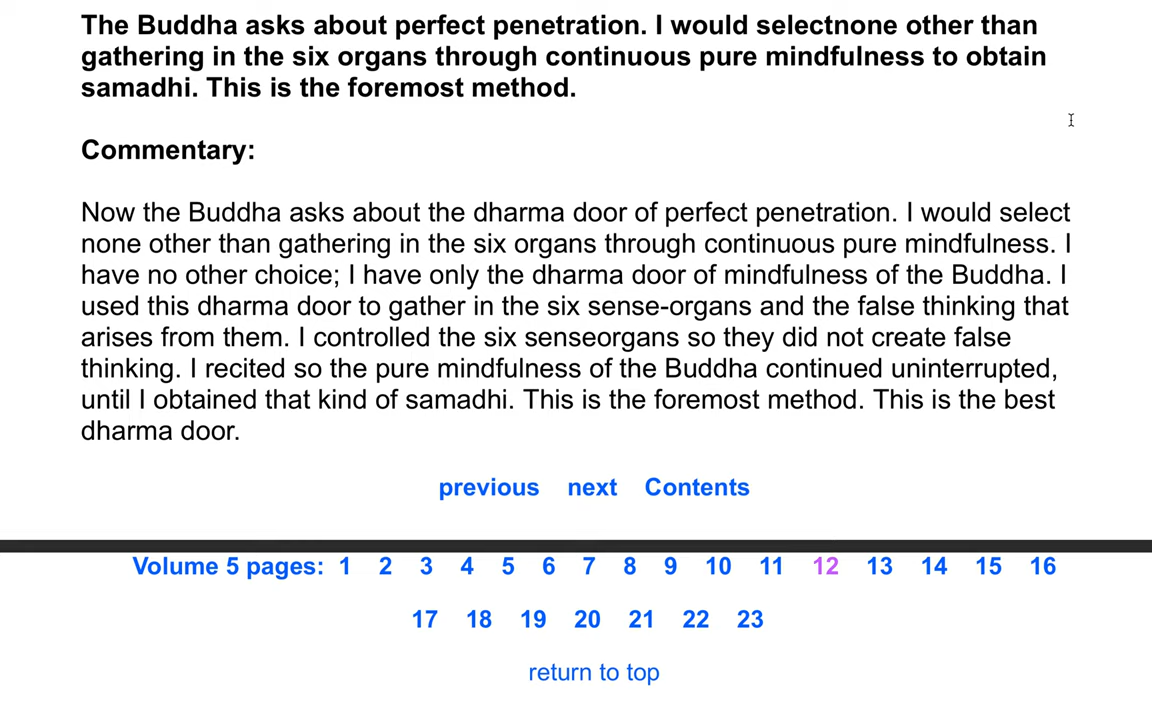 The Buddha asks about perfect penetration. I would selectnone other than
gathering in the six organs through continuous pure mindfulness to obtain
samadhi. This is the foremost method.
Commentary:
Now the Buddha asks about the dharma door of perfect penetration. I would select
none other than gathering in the six organs through continuous pure mindfulness. I
have no other choice; I have only the dharma door of mindfulness of the Buddha. I
used this dharma door to gather in the six sense-organs and the false thinking that
arises from them. I controlled the six senseorgans so they did not create false
thinking. I recited so the pure mindfulness of the Buddha continued uninterrupted,
until I obtained that kind of samadhi. This is the foremost method. This is the best
dharma door.
previous next Contents
Volume 5 pages: 1 2 3 4 5 6 7 8 9 10 11 12 13 14 15 16
17 18 19 20 21 22 23
return to top